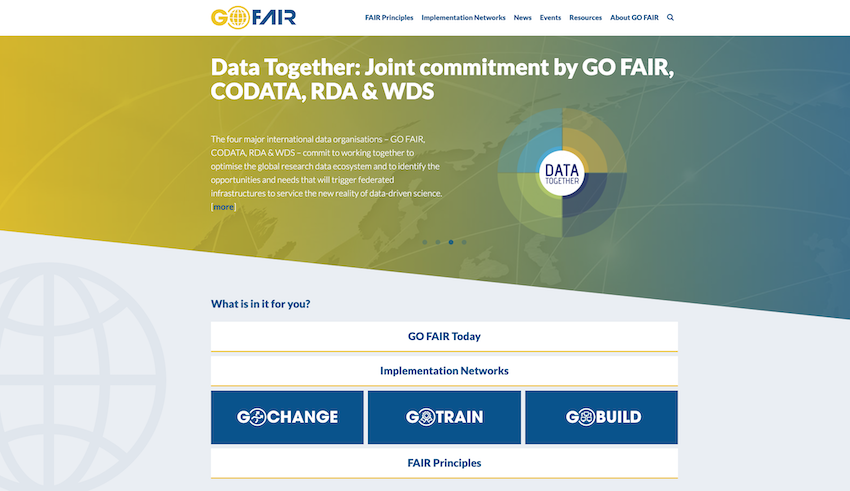 GO FAIR
FAIR Principles Implementation Networks News Events Resources About GO FAIR
Data Together: Joint commitment by GO FAIR,
CODATA, RDA & WDS
The four major international data organisations – GO FAIR,
CODATA, RDA & WDS – commit to working together to
optimise the global research data ecosystem and to identify the
opportunities and needs that will trigger federated
infrastructures to service the new reality of data-driven science.
[more]
DATA
TOGETHER
What is in it for you?
GO FAIR Today
Implementation Networks
GO CHANGE
GO TRAIN
GO BUILD
FAIR Principles